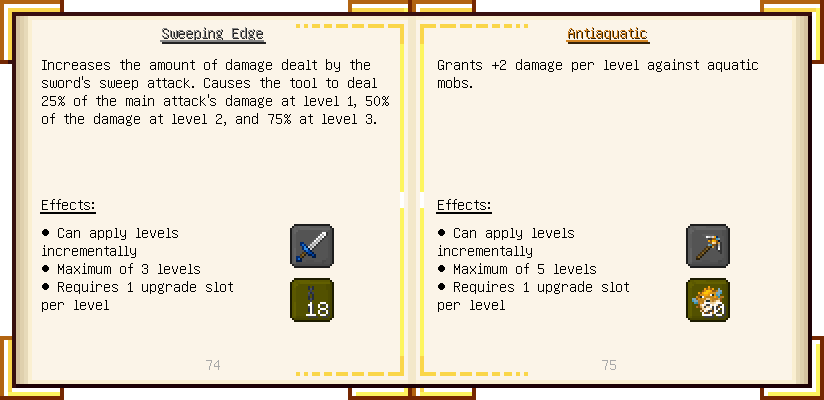 Sweeping Edge
Increases the amount of damage dealt by the
sword's sweep attack. Causes the tool to deal
25% of the main attack's damage at level 1, 50%
of the damage at level 2, and 75% at level 3.
Effects:
● Can apply levels
incrementally
● Maximum of 3 levels
● Requires 1 upgrade slot
per level
18
74
Antiaquatic
Grants +2 damage per level against aquatic
mobs.
Effects:
● Can apply levels
incrementally
● Maximum of 5 levels
● Requires 1 upgrade slot
per level
20
75